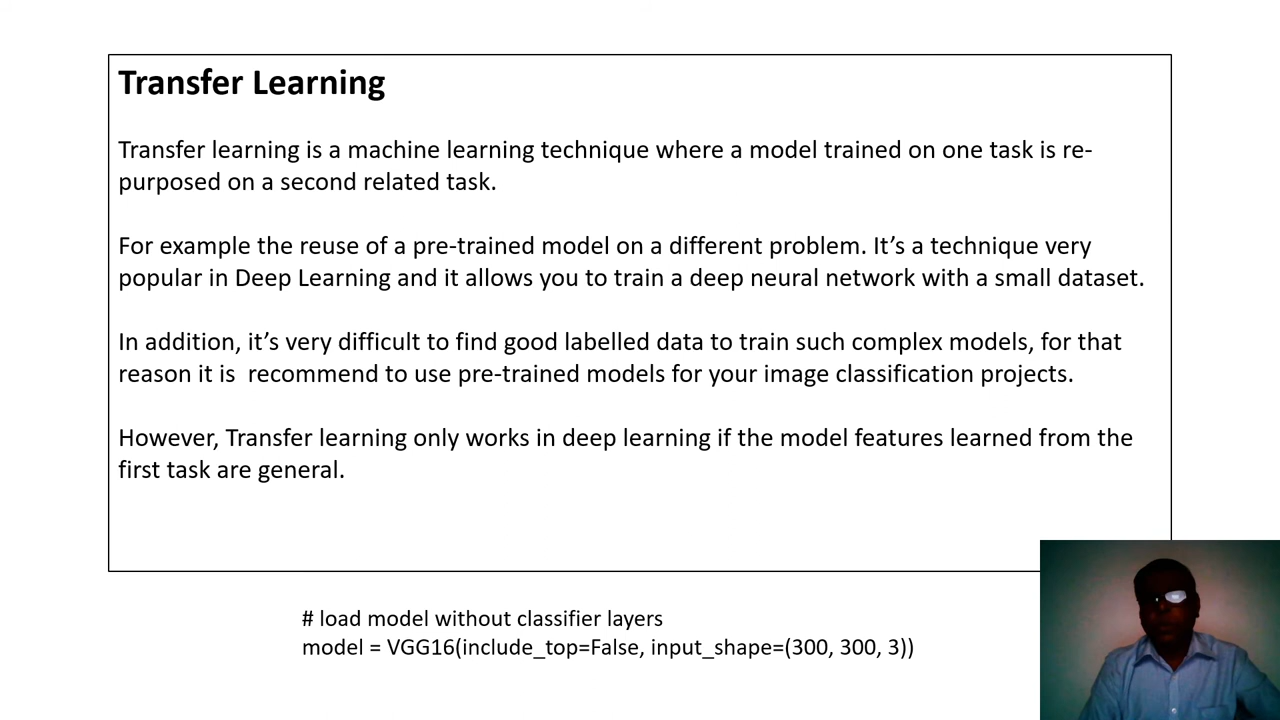 Transfer Learning
Transfer learning is a machine learning technique where a model trained on one task is re-
purposed on a second related task.
For example the reuse of a pre-trained model on a different problem. It’s a technique very
popular in Deep Learning and it allows you to train a deep neural network with a small dataset.
In addition, it’s very difficult to find good labelled data to train such complex models, for that
reason it is  recommend to use pre-trained models for your image classification projects.
However, Transfer learning only works in deep learning if the model features learned from the
first task are general.
# load model without classifier layers
model = VGG16(include_top=False, input_shape=(300, 300, 3))